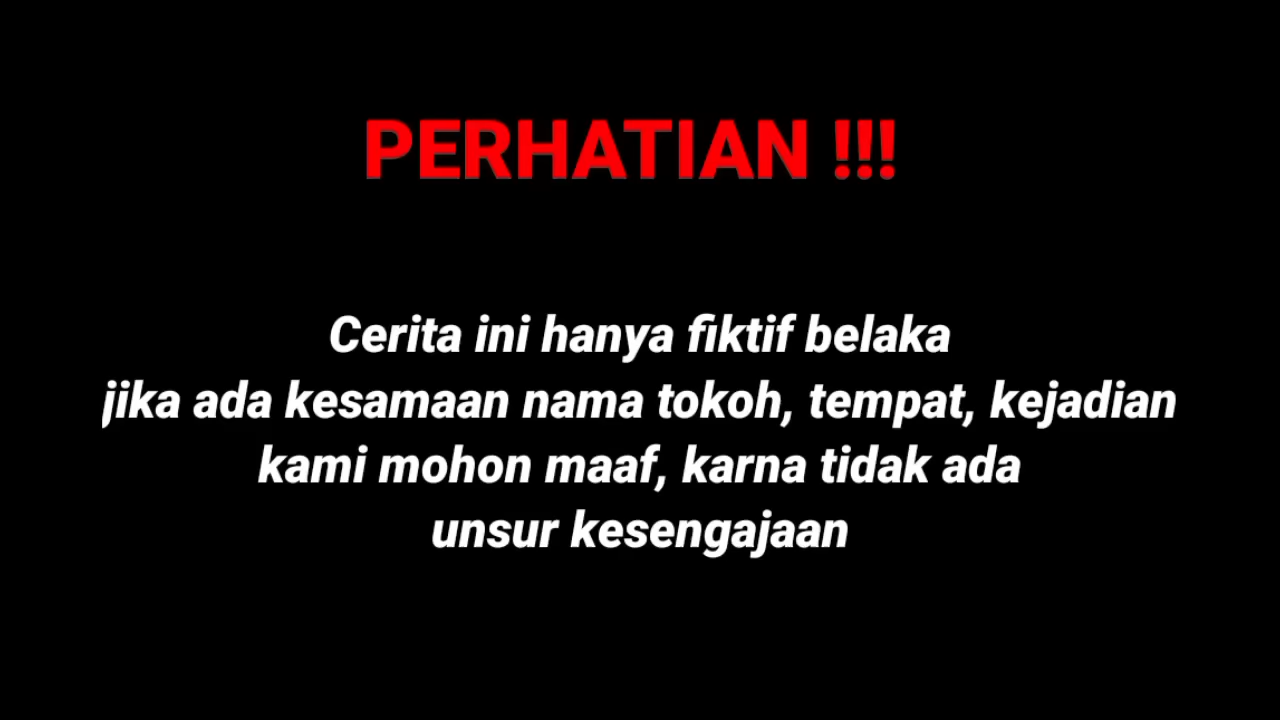 PERHATIAN !!!
Cerita ini hanya fiktif belaka
jika ada kesamaan nama tokoh, tempat, kejadian
kami mohon maaf, karna tidak ada
unsur kesengajaan